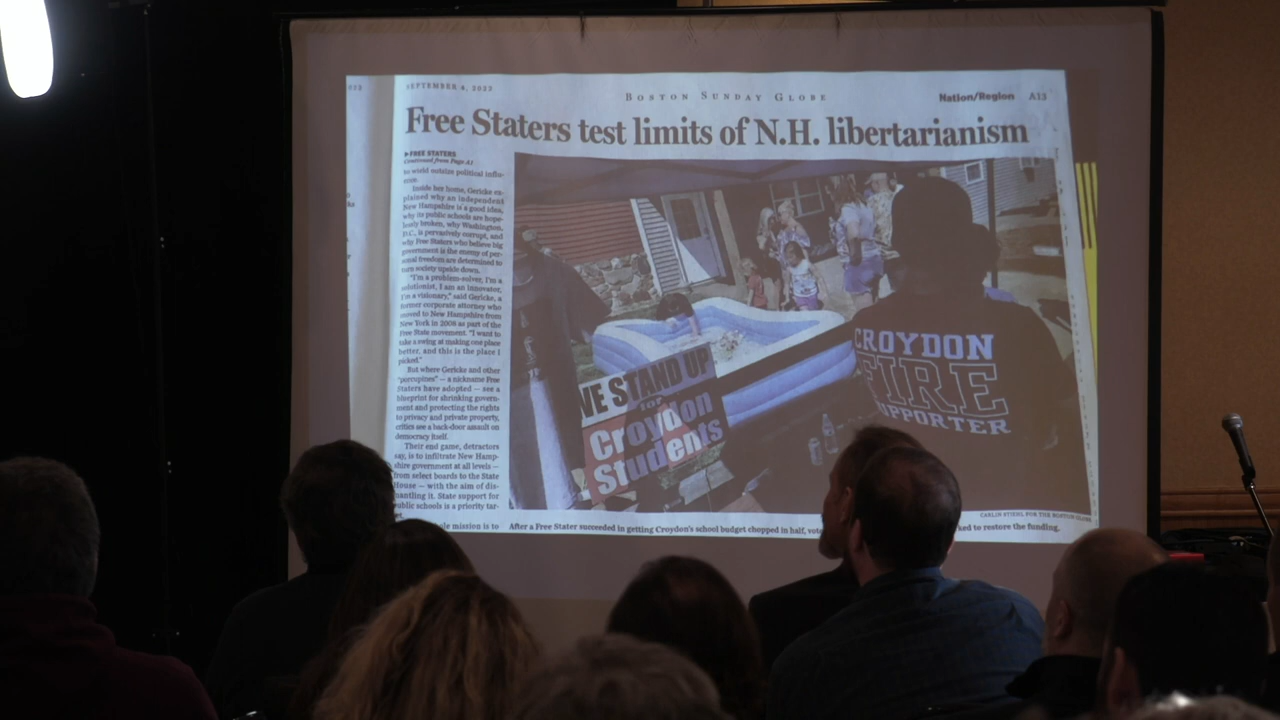 SEPTEMBER 4, 2022
BOSTON SUNDAY GLOBE
Nation/Region A13
Free Staters test limits of N.H. libertarianism
▶FREE STATERS
Continued from Page A1
to world outsize political influ-
ence.
Inside her home, Gericke ex-
plained why an independent
New Hampshire is a good idea,
why its public schools are hope-
lessly broken, why Washington,
D.C., is pervasively corrupt, and
why Free Staters who believe big
government is the enemy of per-
sonal freedom are determined to
turn society upside down.
"I'm a problem-solver, I'm a
solutionist, I am an innovator,
I'm a visionary," said Gericke, a
former corporate attorney who
moved to New Hampshire from
New York in 2008 as part of the
Free State movement. "I want to
take a swing at making one place
better, and this is the place I
picked."
But where Gericke and other
"porcupines" — a nickname Free
Staters have adopted — see a
blueprint for shrinking govern-
ment and protecting the rights
to privacy and private property,
critics see a back-door assault on
democracy itself.
Their end game, detractors
say, is to infiltrate New Hamp-
shire government at all levels —
from select boards to the State
House — with the aim of dis-
mantling it. State support for
public schools is a priority tar-
get.
ole mission is to
VE STAND UP
for
Croydon
Students
CROYDON
FIRE
UPPORTER
CARLIN STIEHL FOR THE BOSTON GLOBE
After a Free Stater succeeded in getting Croydon's school budget chopped in half, vote
ked to restore the funding.